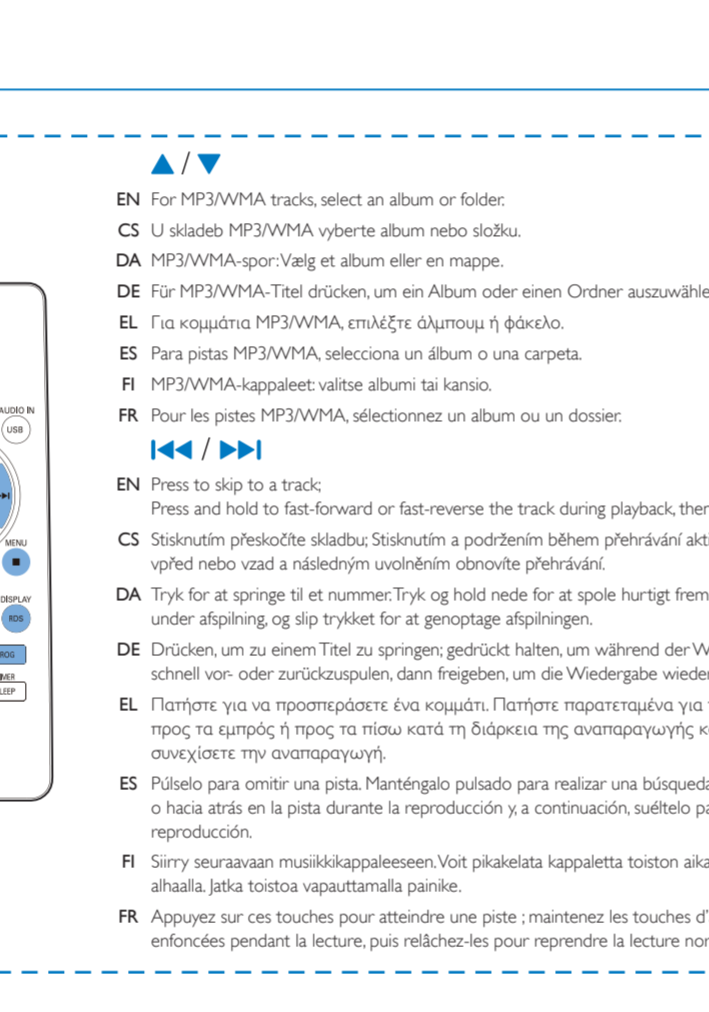 ▲ / ▼
EN For MP3/WMA tracks, select an album or folder.
CS U skladeb MP3/WMA vyberte album nebo složku.
DA MP3/WMA-spor: Vælg et album eller en mappe.
DE Für MP3/WMA-Titel drücken, um ein Album oder einen Ordner auszuwähle
EL Για κομμάτια MP3/WMA, επιλέξτε άλμπουμ ή φάκελο.
ES Para pistas MP3/WMA, selecciona un álbum o una carpeta.
FI MP3/WMA-kappaleet: valitse albumi tai kansio.
FR Pour les pistes MP3/WMA, sélectionnez un album ou un dossier.
/
EN Press to skip to a track;
Press and hold to fast-forward or fast-reverse the track during playback, then
CS Stisknutím přeskočíte skladbu; Stisknutím a podržením během přehrávání akti
vpřed nebo vzad a následným uvolněním obnovíte přehrávání.
DA Tryk for at springe til et nummer. Tryk og hold nede for at spole hurtigt frem
under afspilning, og slip trykket for at genoptage afspilningen.
DE Drücken, um zu einem Titel zu springen; gedrückt halten, um während der W
schnell vor- oder zurückzuspulen, dann freigeben, um die Wiedergabe wieder
EL Πατήστε για να προσπεράσετε ένα κομμάτι. Πατήστε παρατεταμένα για
προς τα εμπρός ή προς τα πίσω κατά τη διάρκεια της αναπαραγωγής κ
συνεχίσετε την αναπαραγωγή.
ES Púlselo para omitir una pista. Manténgalo pulsado para realizar una búsqueda
o hacia atrás en la pista durante la reproducción y, a continuación, suéltelo pa
reproducción.
FI Siirry seuraavaan musiikkikappaleeseen. Voit pikakelata kappaletta toiston aika
alhaalla. Jatka toistoa vapauttamalla painike.
FR Appuyez sur ces touches pour atteindre une piste ; maintenez les touches d'
enfoncées pendant la lecture, puis relâchez-les pour reprendre la lecture nor
AUDIO IN
USB
MENU
DISPLAY
RDS
ROG
MER
LEEP